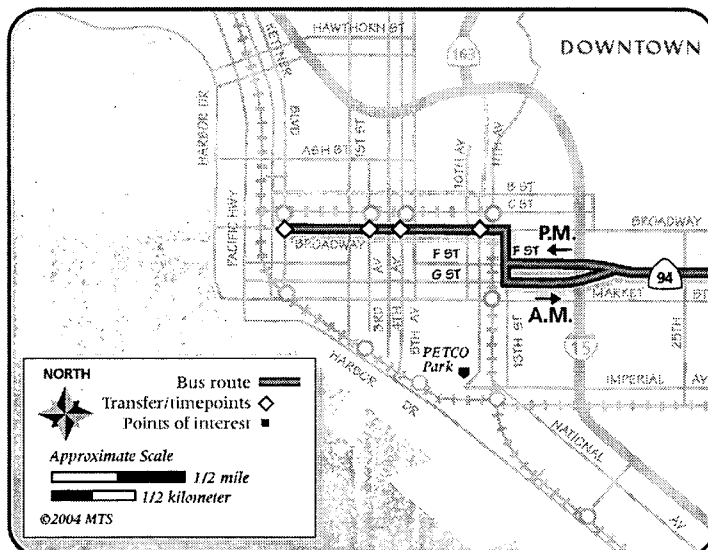 DOWNTOWN
HAWTHORN ST
KETTNER
BLVD
HARBOR DR
PACIFIC HWY
163
ASH ST
1ST ST
10TH AV
11TH AV
B ST
C ST
BROADWAY
BROADWAY
P.M.
F ST
F ST
G ST
94
MARKET
ST
A.M.
3RD
AV
4TH
AV
5TH AV
13TH ST
15
25TH
PETCO
Park
IMPERIAL AV
HARBOR DR
NATIONAL
AV
NORTH
Bus route
Transfer/timepoints
Points of interest
Approximate Scale
1/2 mile
1/2 kilometer
©2004 MTS